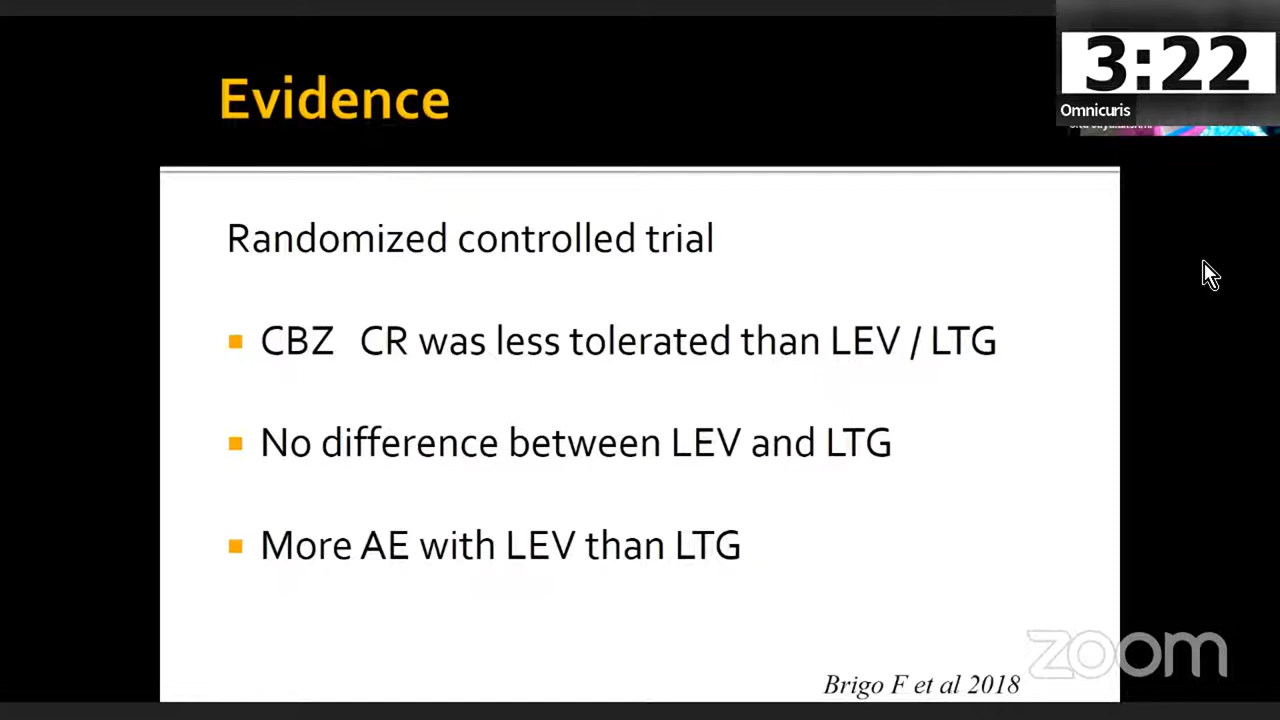 Evidence
3:22
Omnicuris
Randomized controlled trial
CBZ CR was less tolerated than LEV / LTG
No difference between LEV and LTG
More AE with LEV than LTG
Brigo F et al 2018
zoom